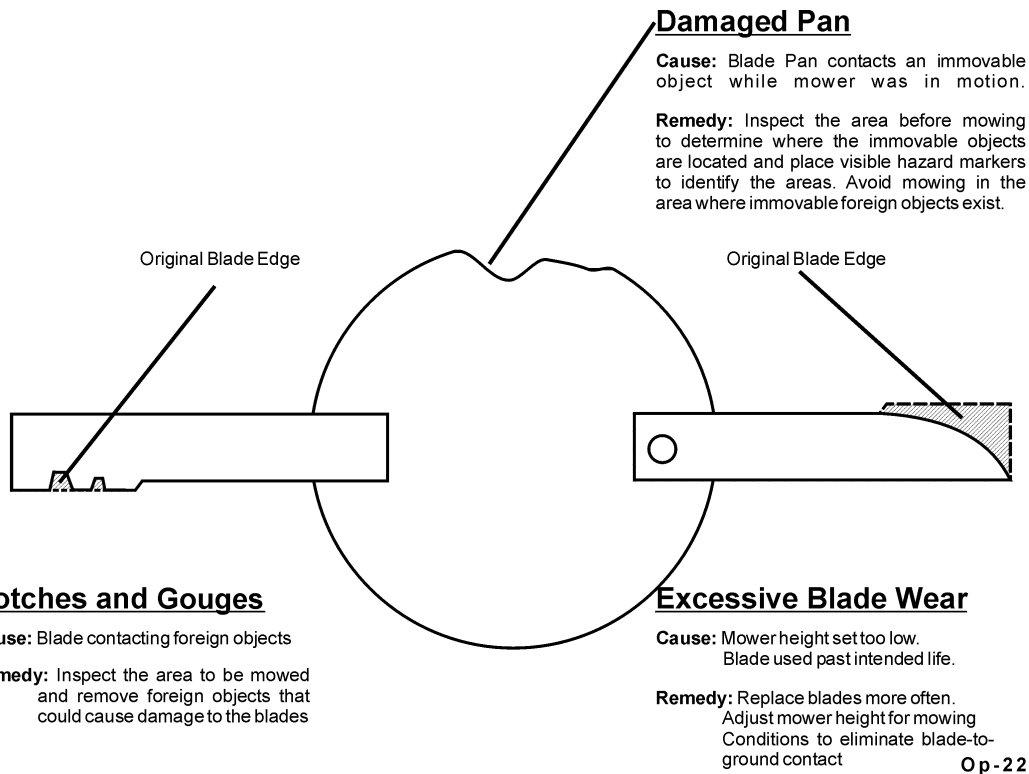 Damaged Pan
Cause: Blade Pan contacts an immovable
object while mower was in motion.
Remedy: Inspect the area before mowing
to determine where the immovable objects
are located and place visible hazard markers
to identify the areas. Avoid mowing in the
area where immovable foreign objects exist.
Original Blade Edge
Original Blade Edge
otches and Gouges
use: Blade contacting foreign objects
medy: Inspect the area to be mowed
and remove foreign objects that
could cause damage to the blades
Excessive Blade Wear
Cause: Mower height set too low.
Blade used past intended life.
Remedy: Replace blades more often.
Adjust mower height for mowing
Conditions to eliminate blade-to-
ground contact
Op-22